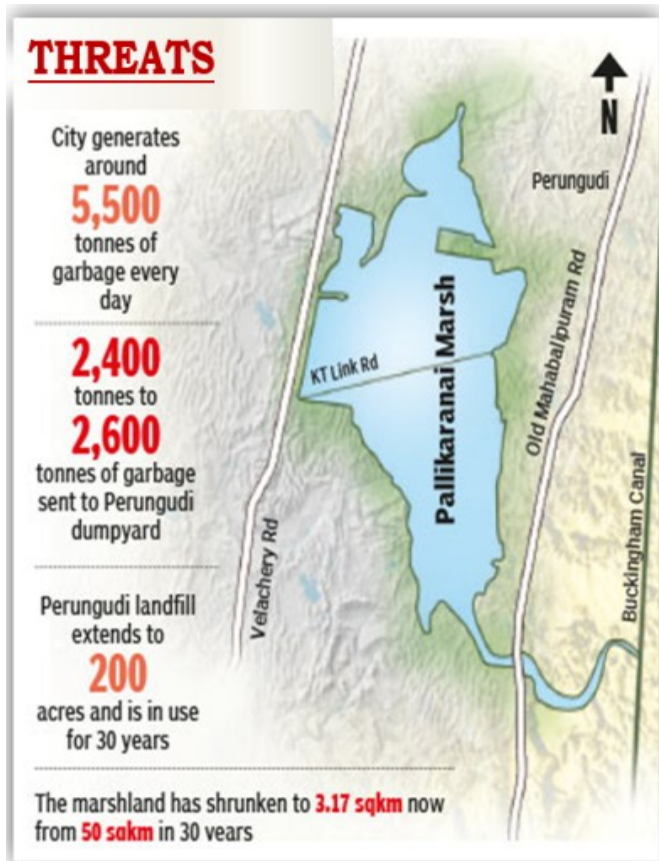 THREATS
City generates
around
5,500
tonnes of
garbage every
day
2,400
tonnes to
2,600
tonnes of garbage
sent to Perungudi
dumpyard
Perungudi landfill
extends to
200
acres and is in use
for 30 years
The marshland has shrunken to 3.17 sqkm now
from 50 sqkm in 30 years
N
Perungudi
Old Mahabalipuram Rd
Pallikaranai Marsh
KT Link Rd
Velachery Rd
Buckingham Canal